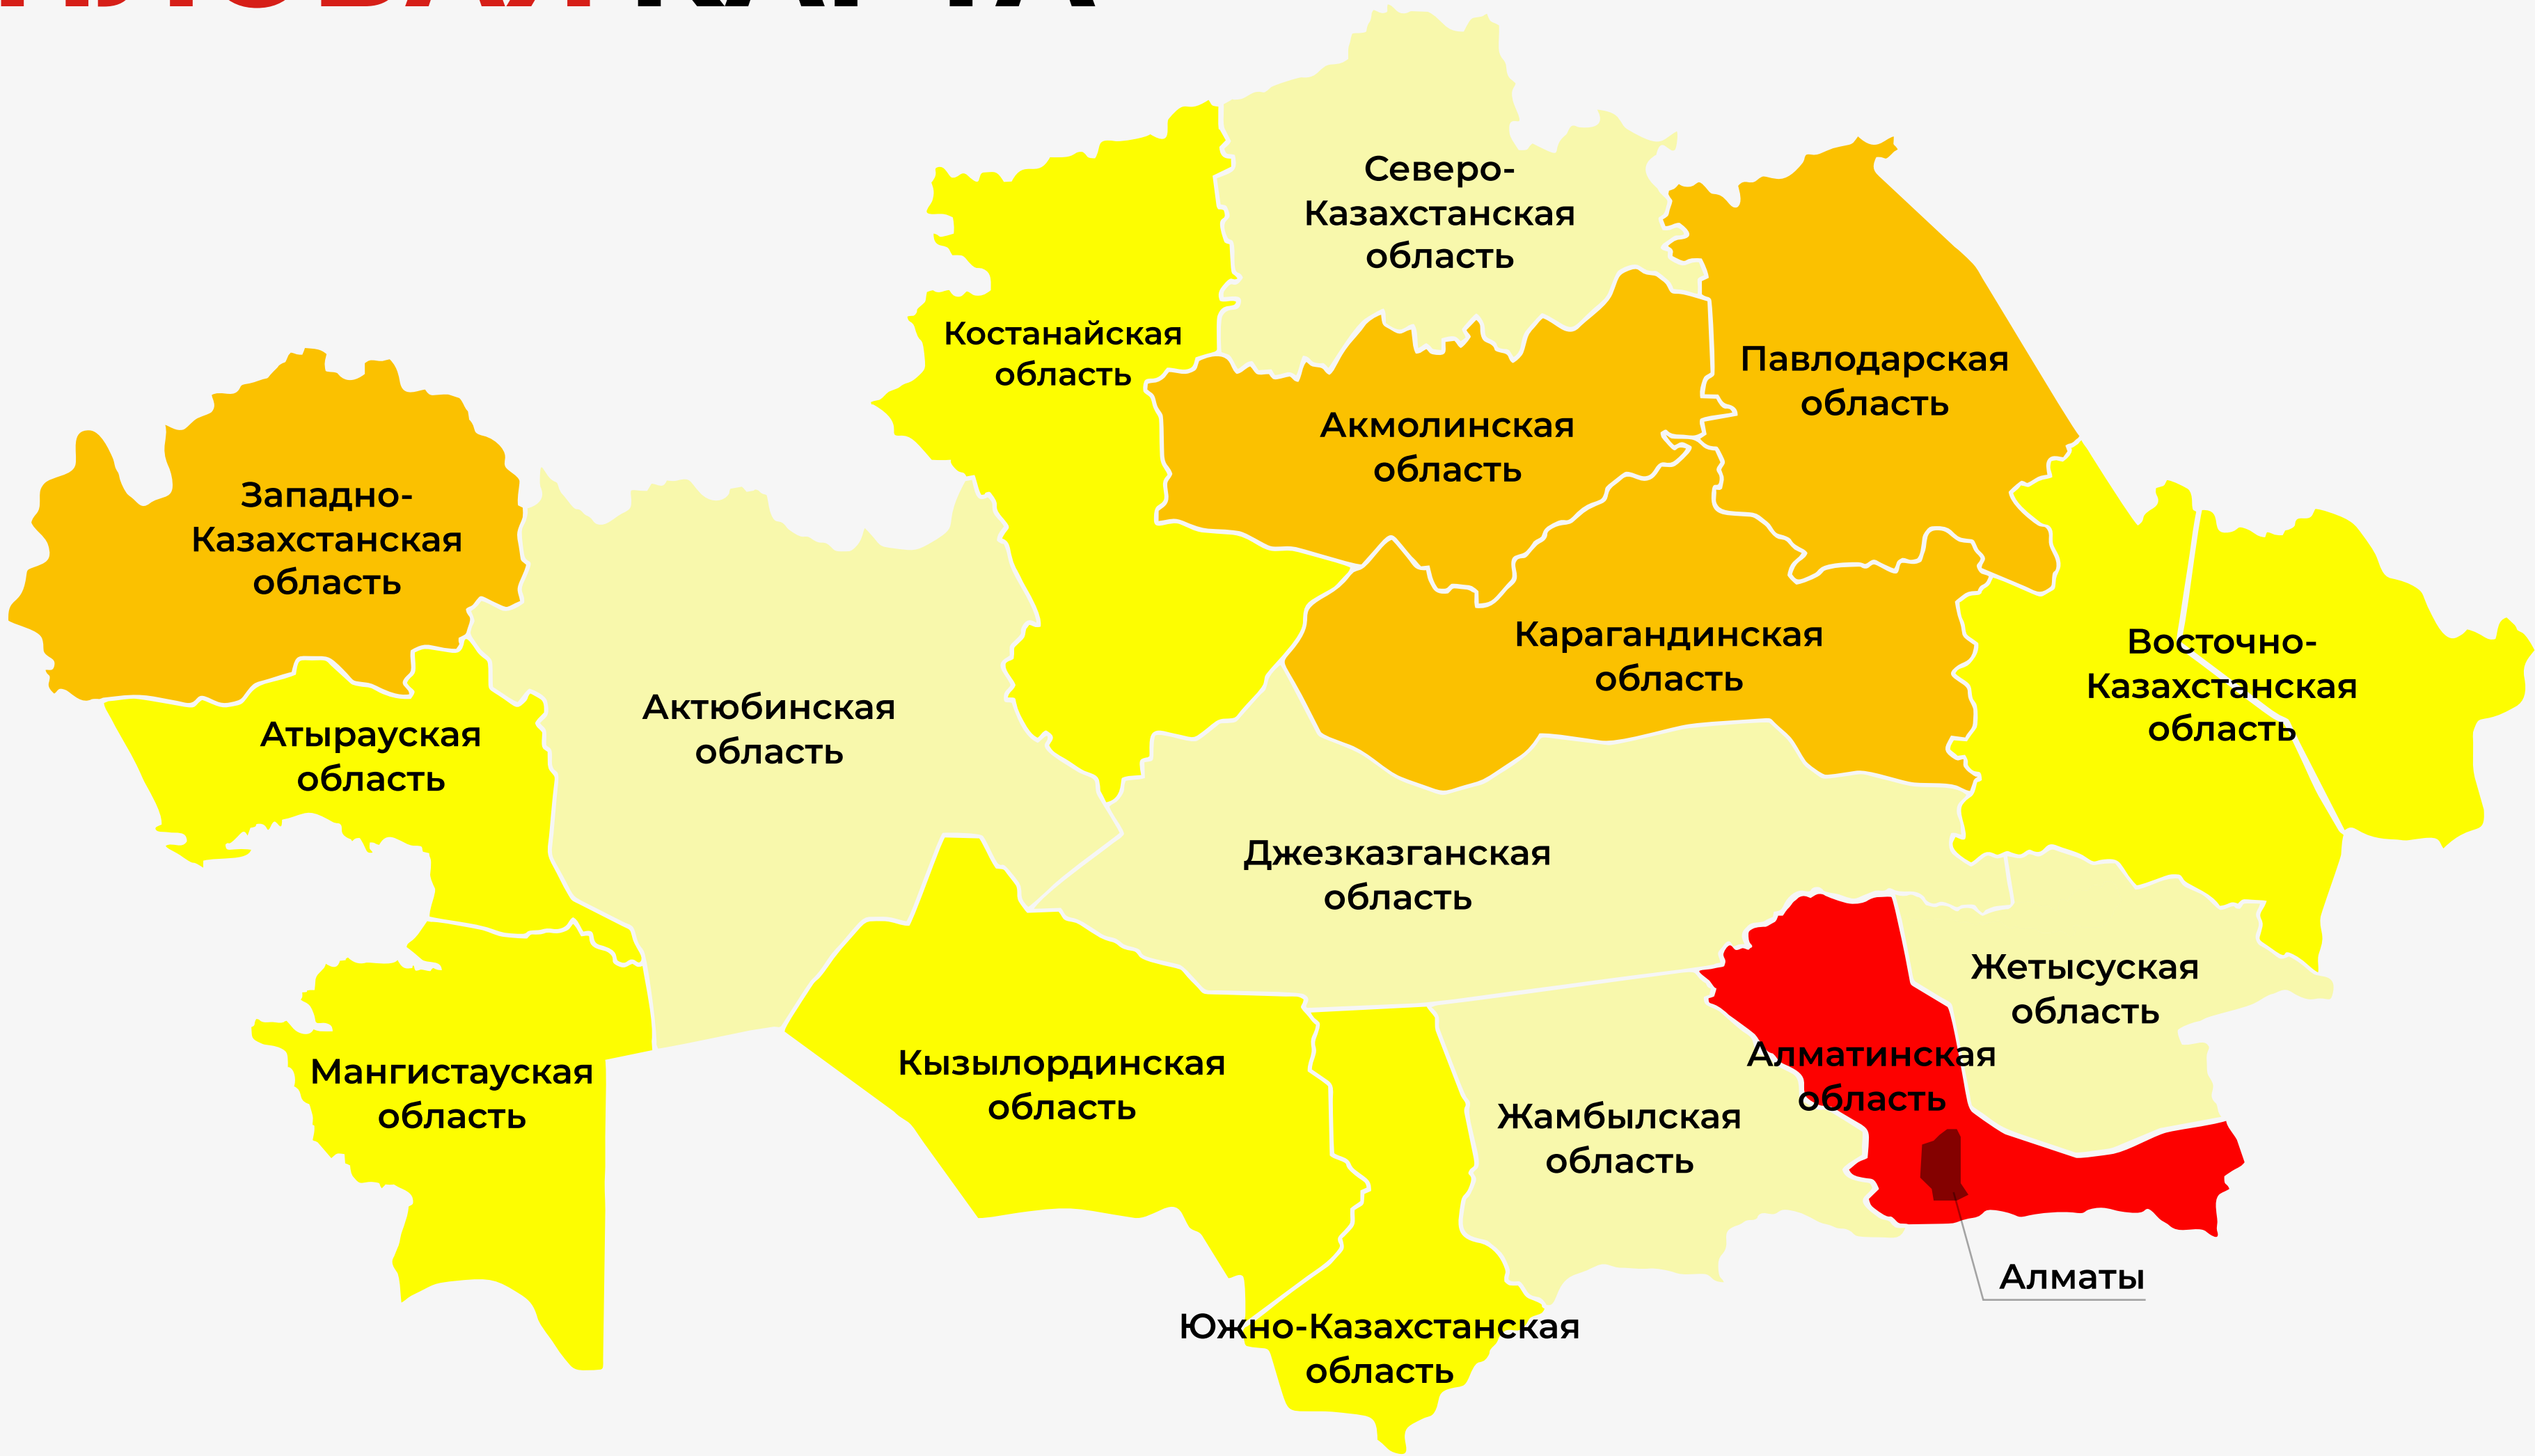 Северо-
Казахстанская
область
Костанайская
область
Павлодарская
область
Акмолинская
область
Западно-
Казахстанская
область
Карагандинская
область
Восточно-
Казахстанская
область
Актюбинская
область
Атырауская
область
Джезказганская
область
Жетысуская
область
Алматинская
область
Кызылординская
область
Мангистауская
область
Жамбылская
область
Алматы
Южно-Казахстанская
область